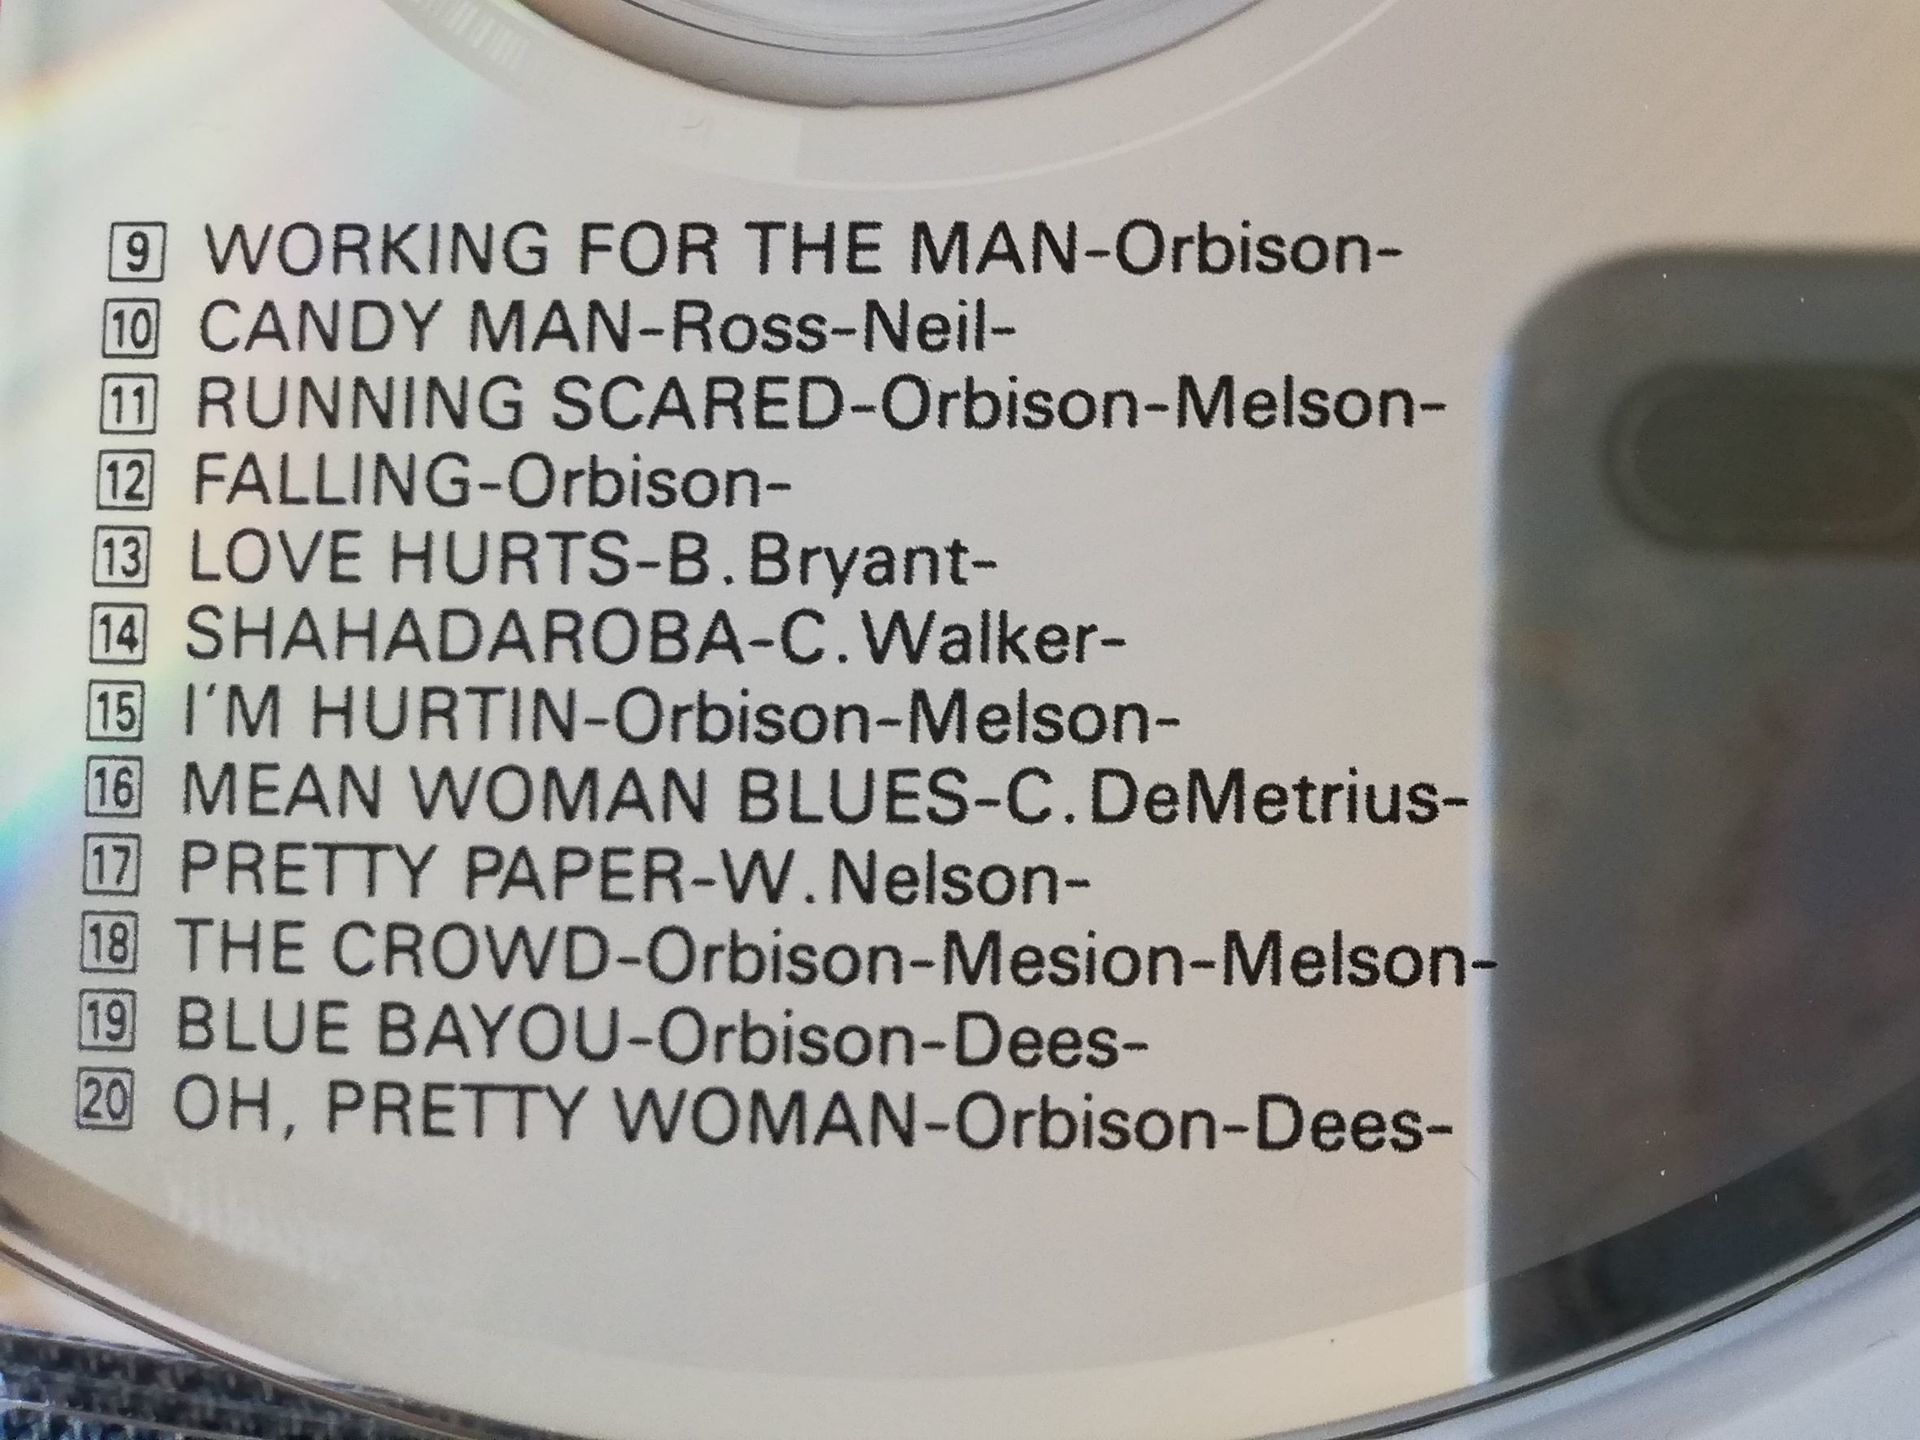 9 WORKING FOR THE MAN-Orbison-
10 CANDY MAN-Ross-Neil-
11 RUNNING SCARED-Orbison-Melson-
12 FALLING-Orbison-
13 LOVE HURTS-B.Bryant-
14 SHAHADAROBA-C.Walker-
15 I'M HURTIN-Orbison-Melson-
16 MEAN WOMAN BLUES-C.DeMetrius-
17 PRETTY PAPER-W.Nelson-
18 THE CROWD-Orbison-Mesion-Melson-
19 BLUE BAYOU-Orbison-Dees-
20 OH, PRETTY WOMAN-Orbison-Dees-